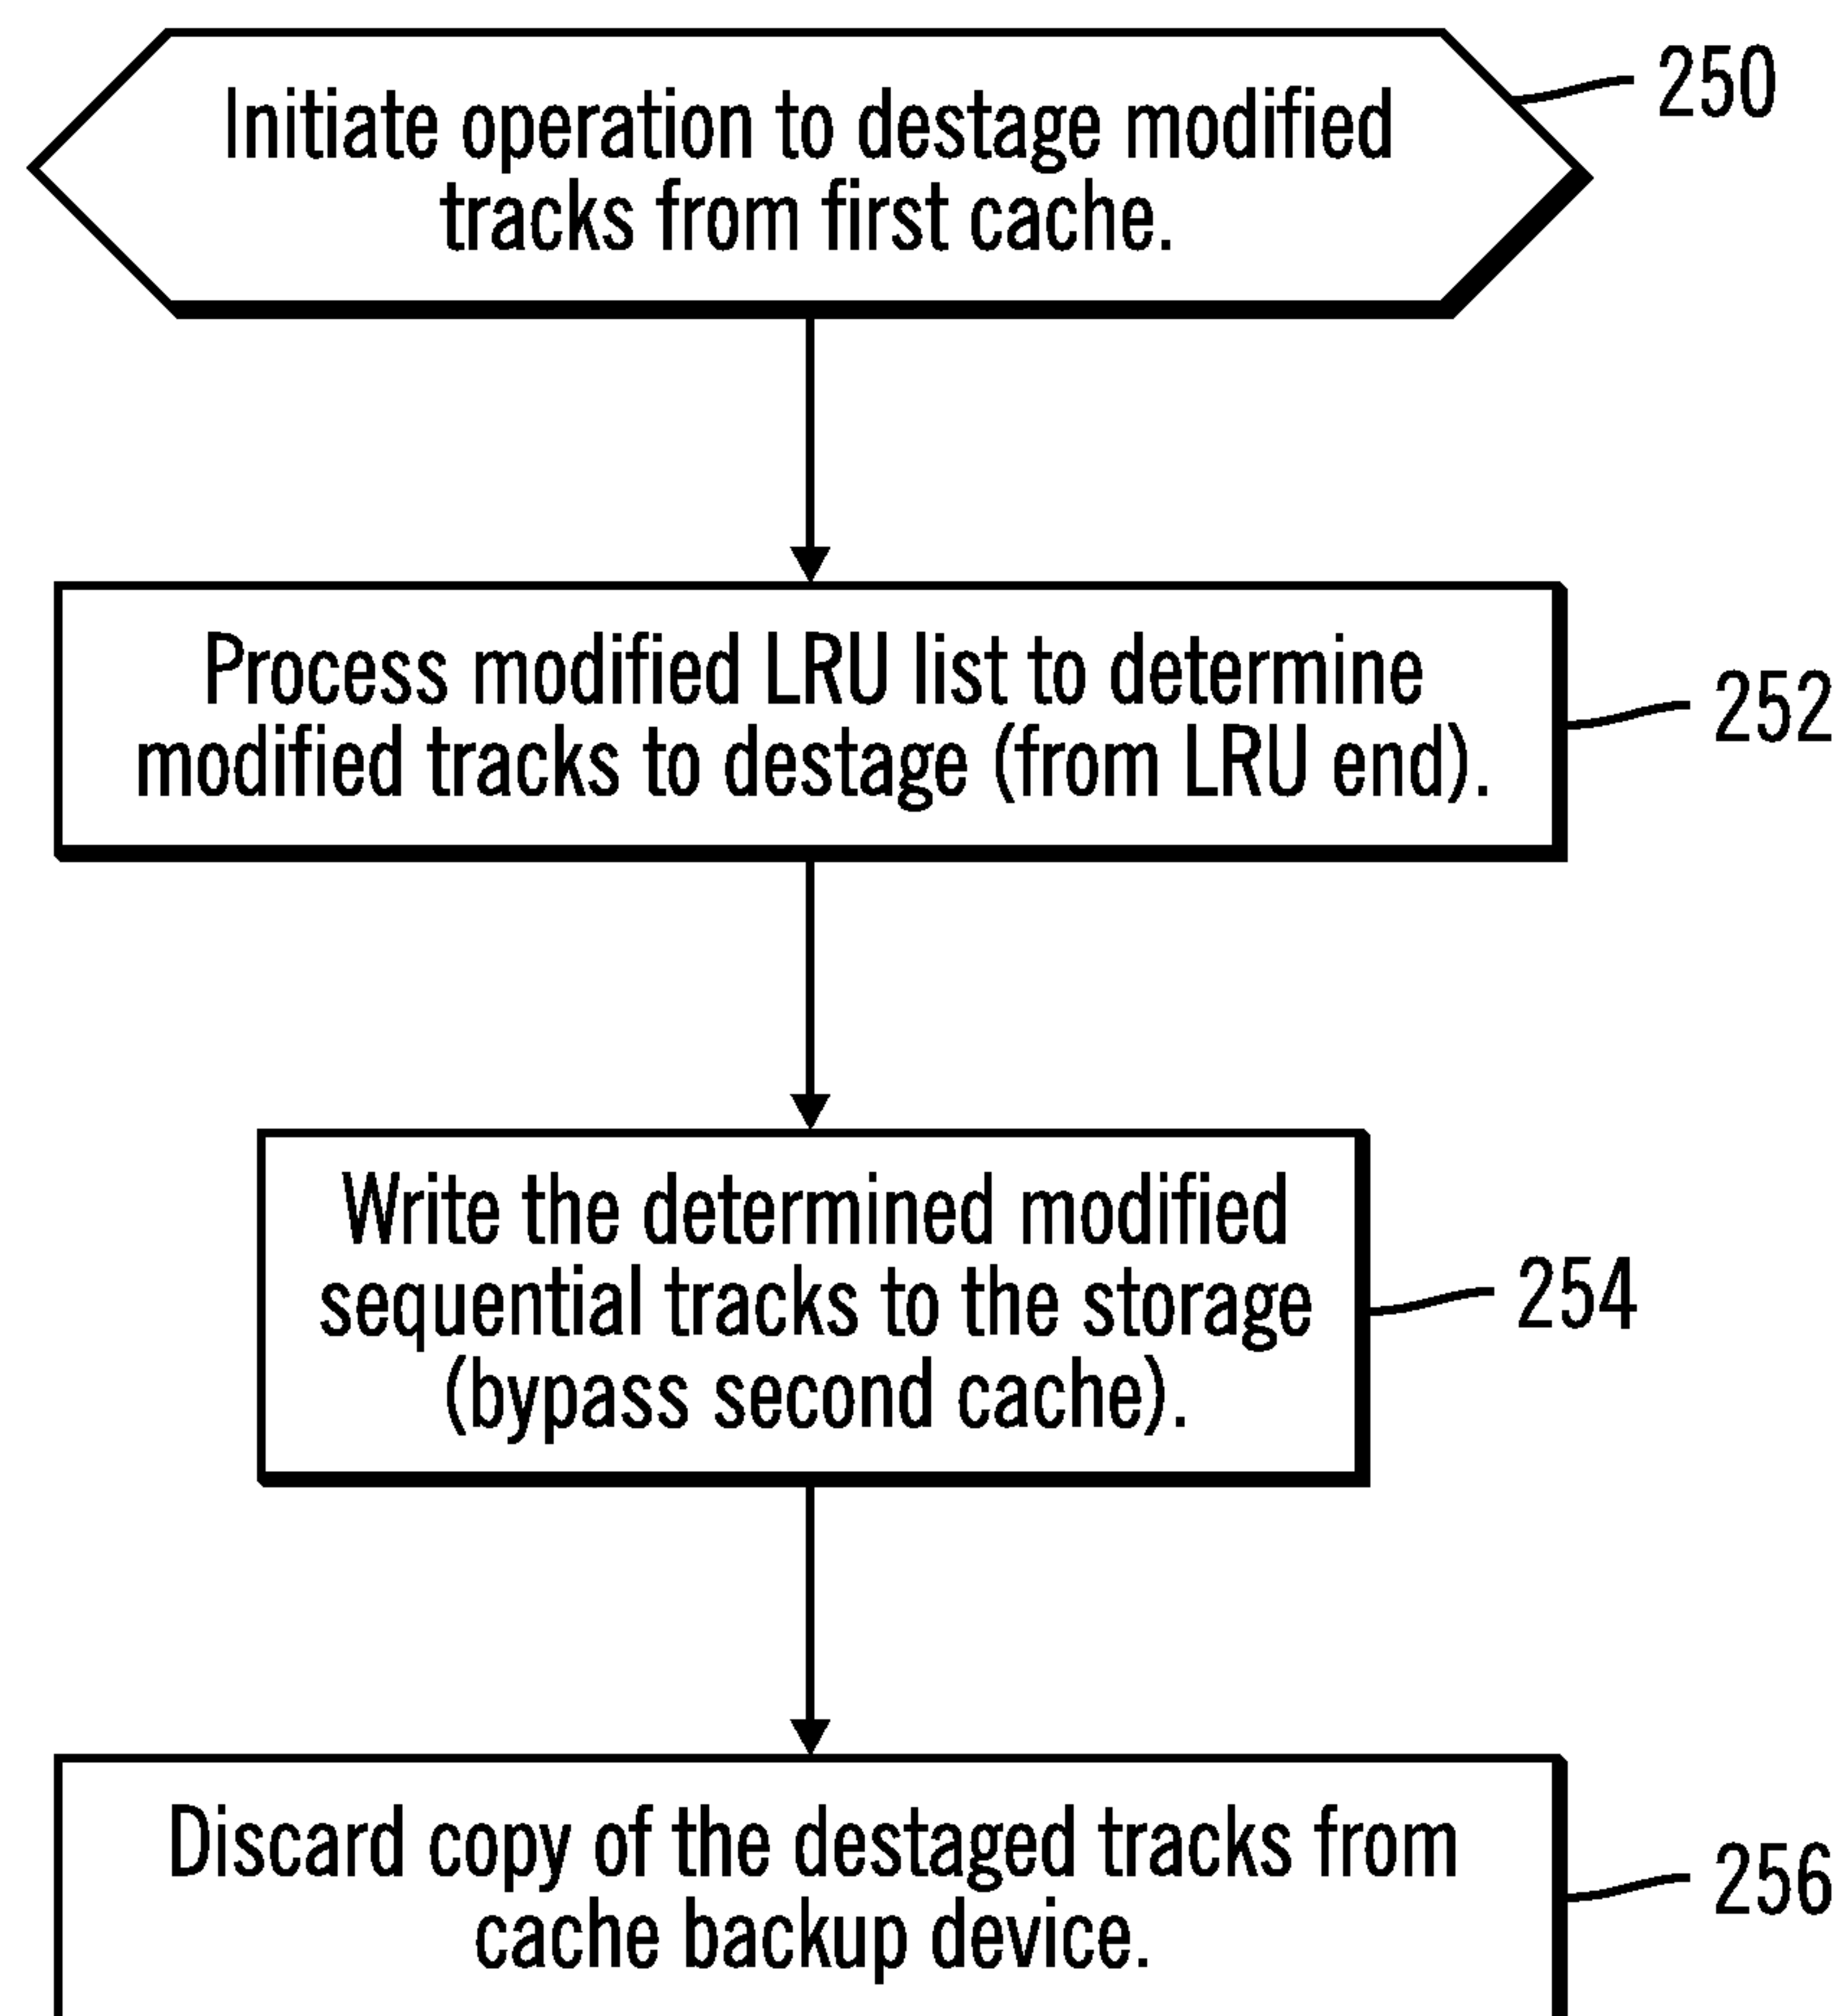 Initiate operation to destage modified
tracks from first cache.
250
Process modified LRU list to determine
modified tracks to destage (from LRU end).
252
Write the determined modified
sequential tracks to the storage
(bypass second cache).
254
Discard copy of the destaged tracks from
cache backup device.
256